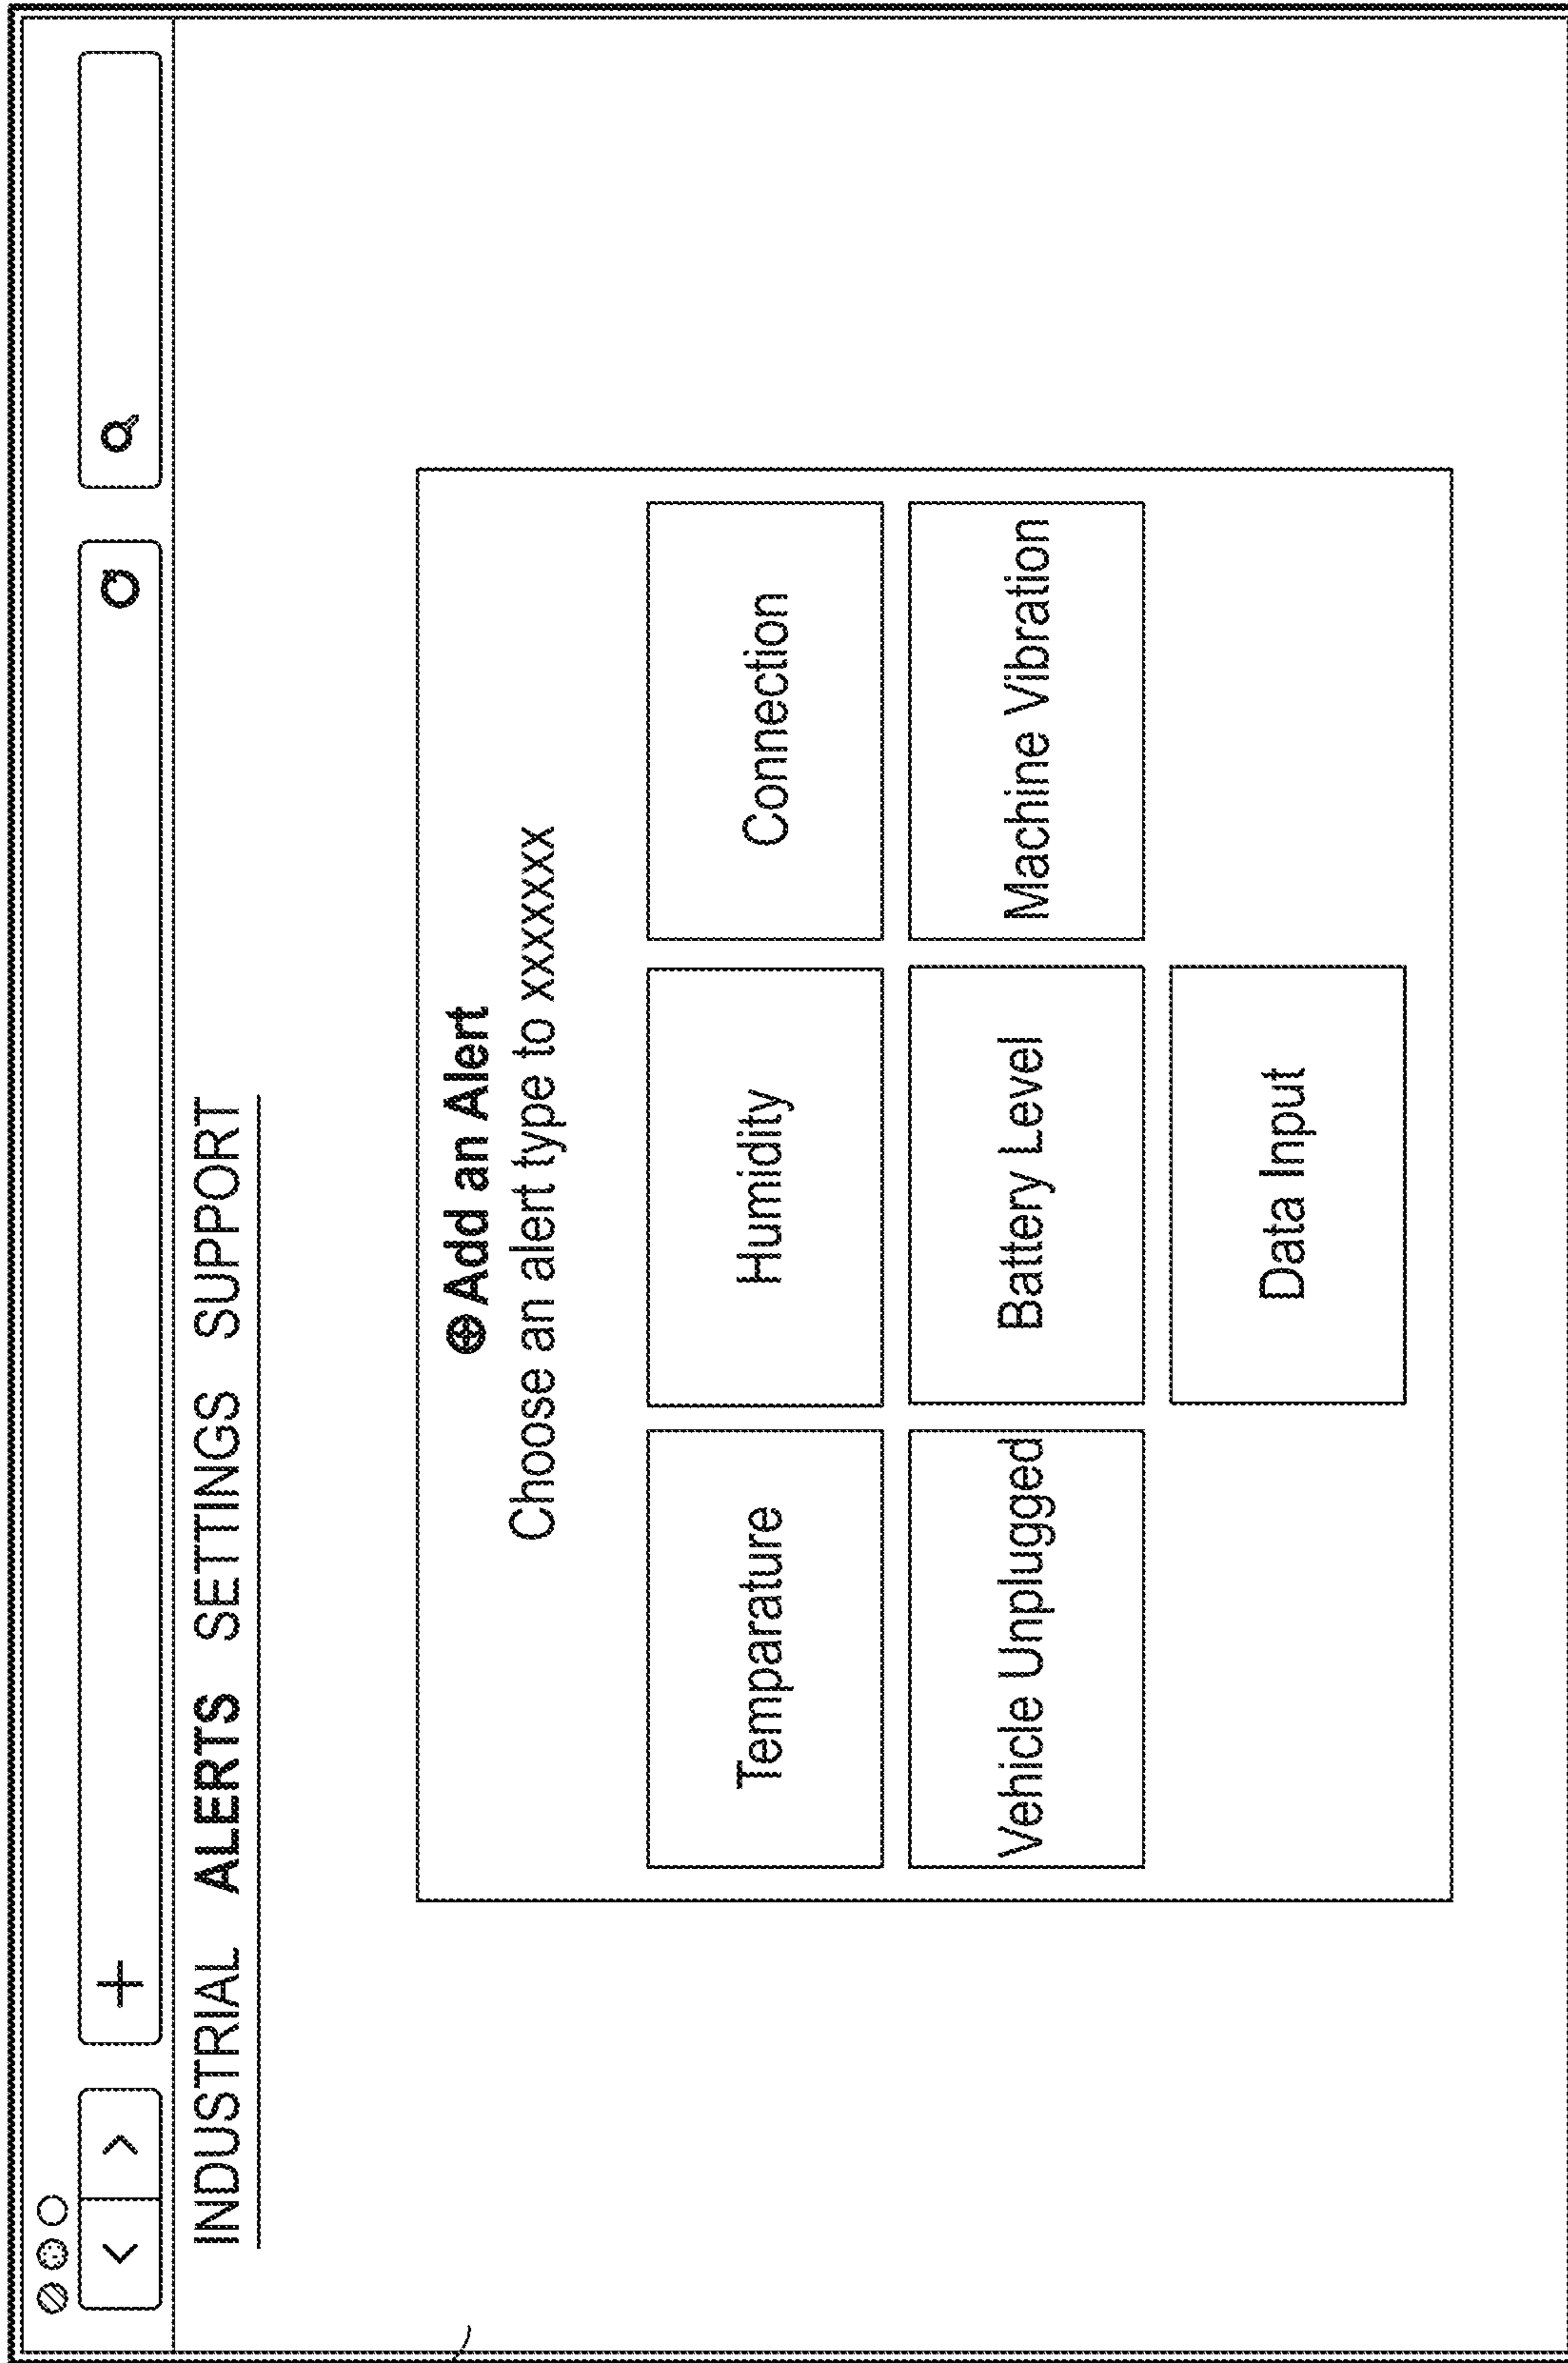 INDUSTRIAL ALERTS SETTINGS SUPPORT
Add an Alert
Choose an alert type to xxxxxx
Temparature Humidity Connection
Vehicle Unplugged Battery Level Machine Vibration
Data Input